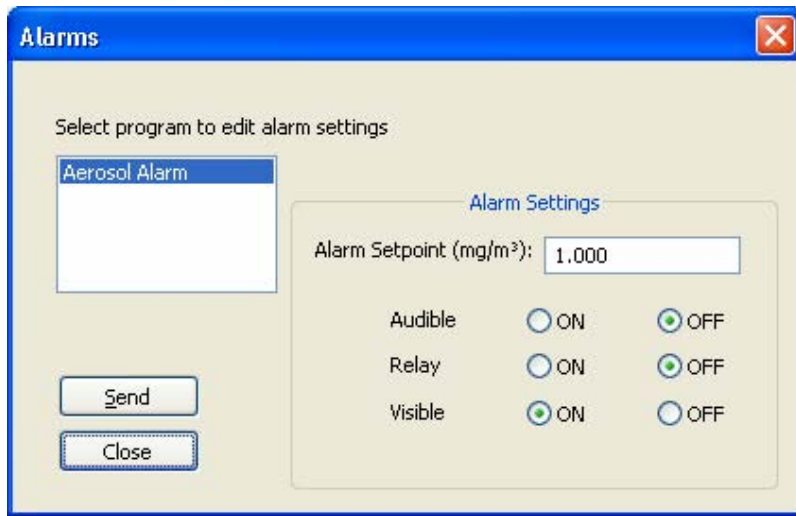 Alarms
Select program to edit alarm settings
Aerosol Alarm
Alarm Settings
Alarm Setpoint (mg/m³): 1.000
Audible ON OFF
Relay ON OFF
Visible ON OFF
Send
Close